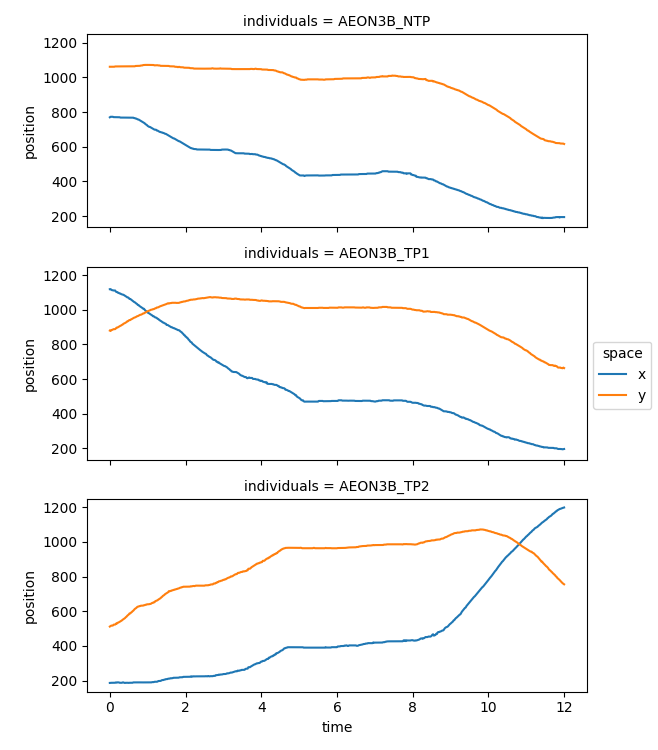 individuals = AEON3B_NTP
1200
1000
800
600
400
200
position
individuals = AEON3B_TP1
1200
1000
800
600
400
200
position
space
x
y
individuals = AEON3B_TP2
1200
1000
800
600
400
200
position
0 2 4 6 8 10 12
time